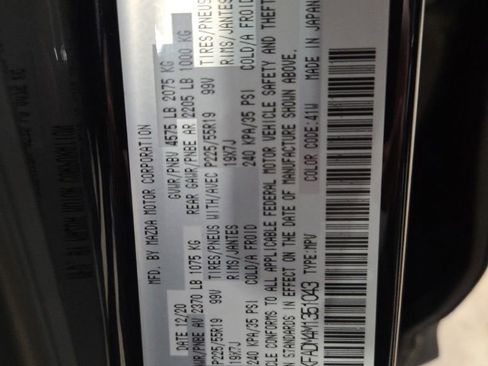 MFD. BY MAZDA MOTOR CORPORATION
DATE 12/20 GVWR/PNBV 4575 LB 2075 KG
GAWR/PNBE AV 2370 LB 1075 KG REAR GAWR/PNBE AR 2205 LB 1000 KG
P225/55R19 99V TIRES/PNEUS WITH/AVEC P225/55R19 99V TIRES/PNEUS
19X7J RIMS/JANTES 19X7J RIMS/JANTES
240 KPA/35 PSI COLD/A FROID 240 KPA/35 PSI COLD/A FROID
VEHICLE CONFORMS TO ALL APPLICABLE FEDERAL MOTOR VEHICLE SAFETY AND THEFT
STANDARDS IN EFFECT ON THE DATE OF MANUFACTURE SHOWN ABOVE.
TYPE:MPV COLOR CODE:41W MADE IN JAPAN